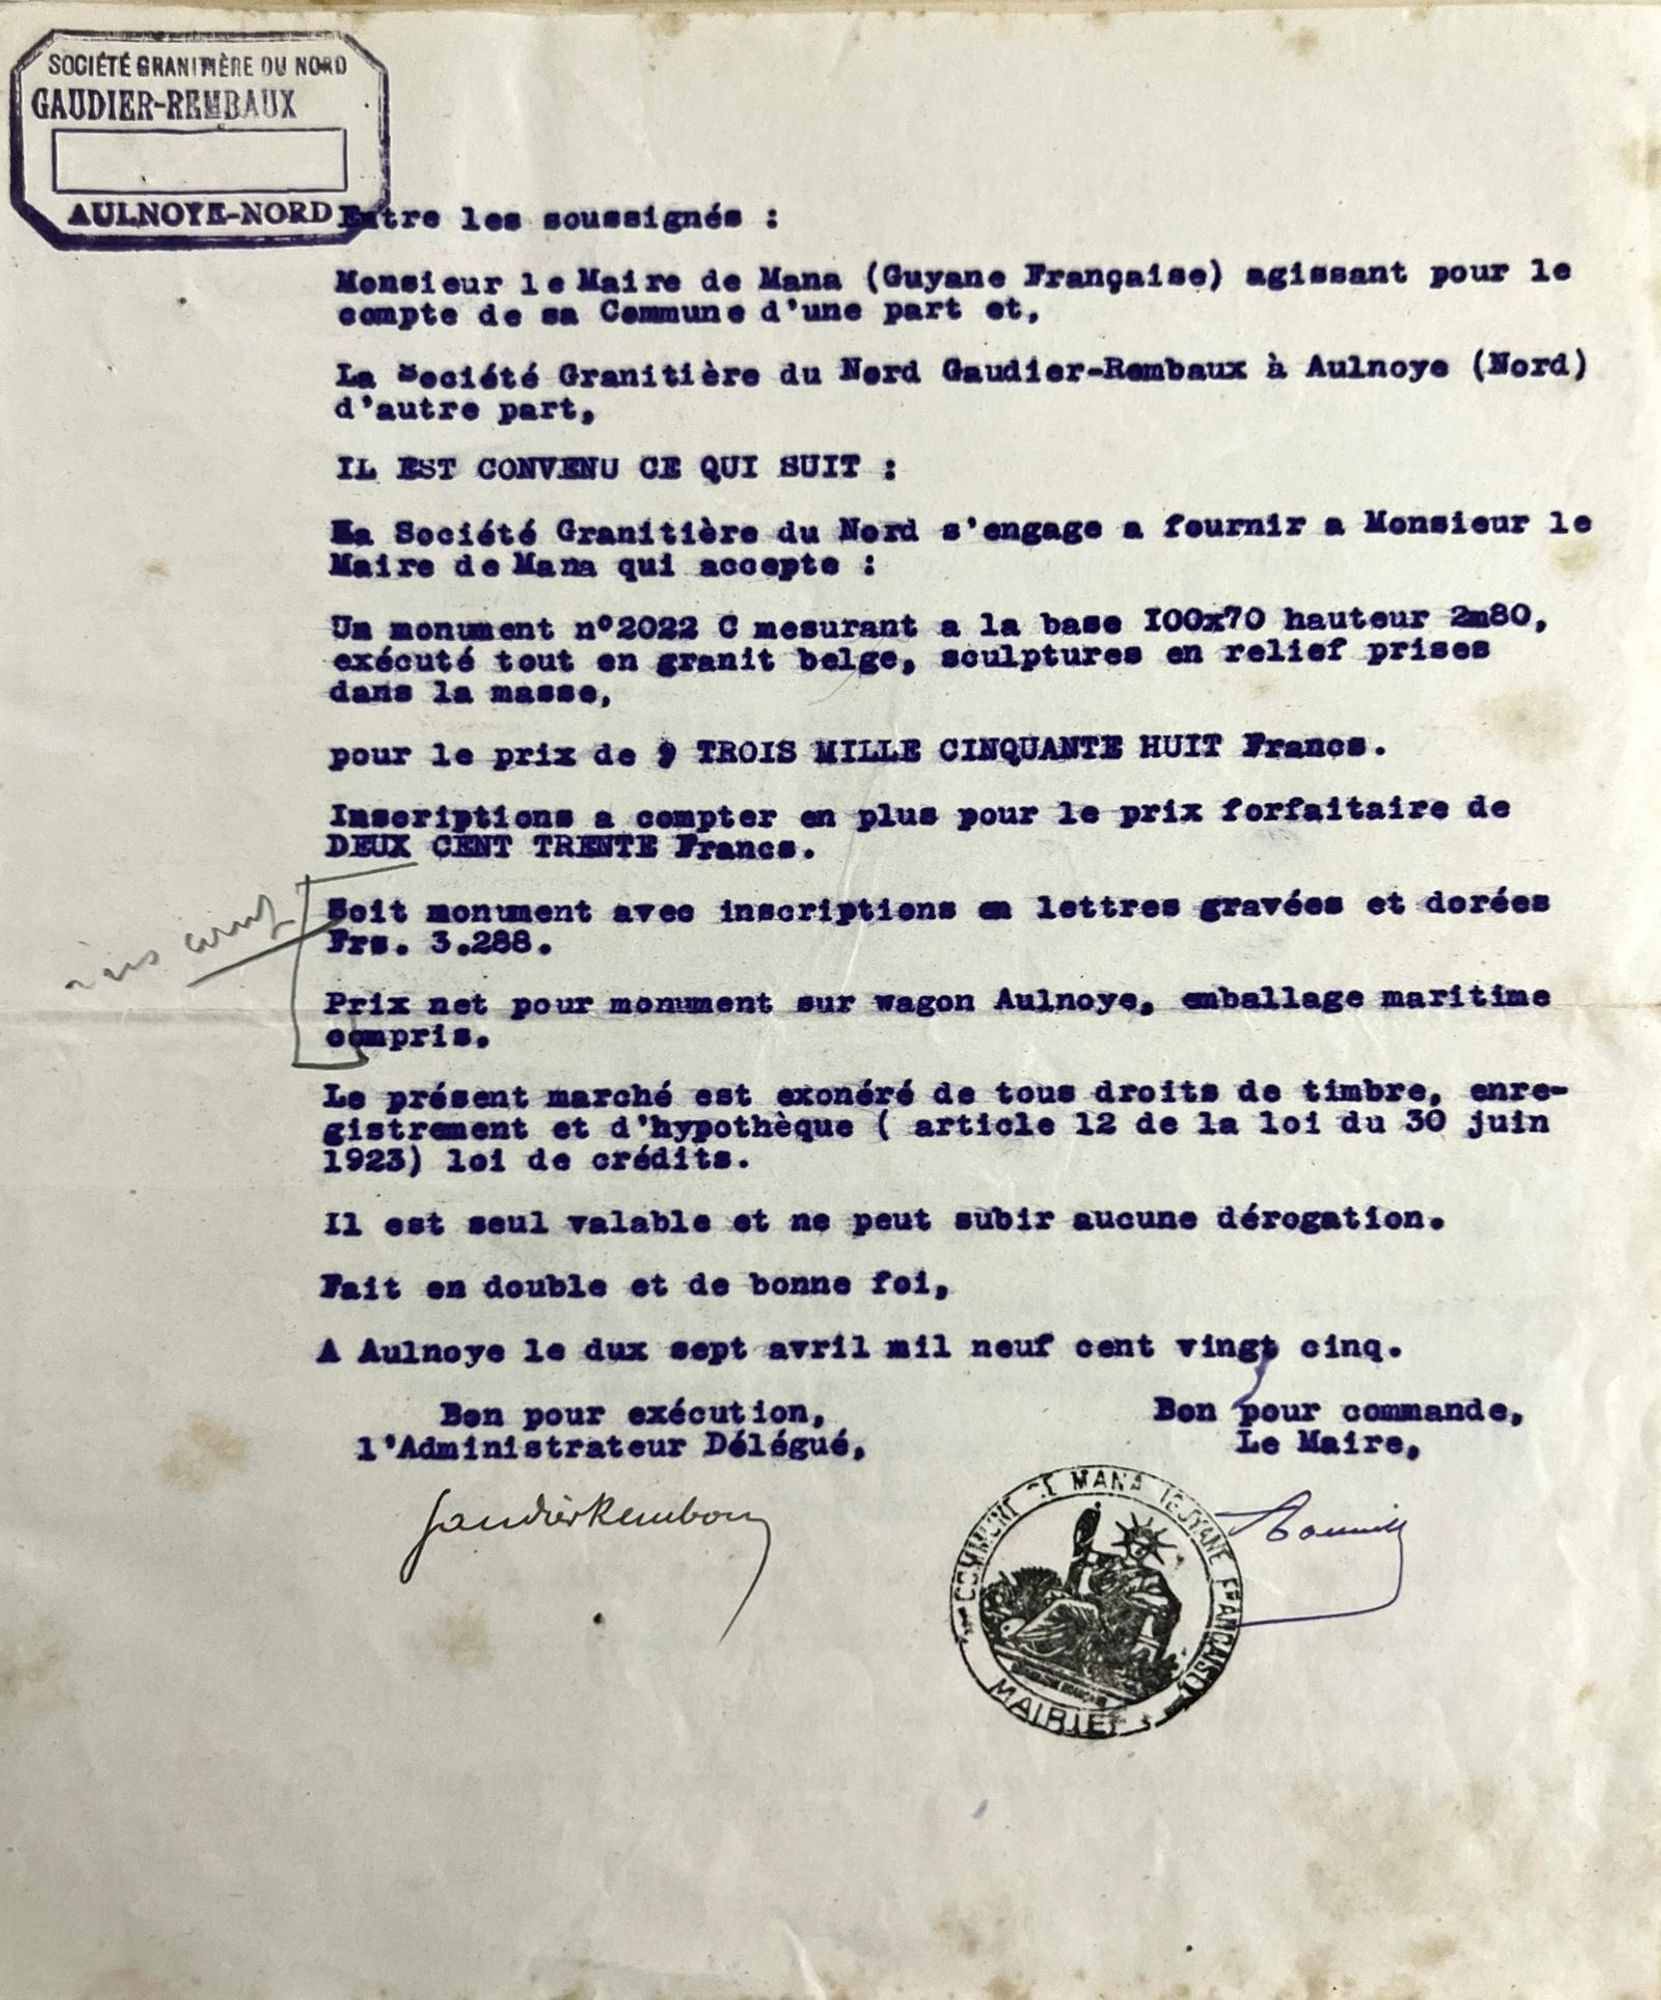 SOCIÉTÉ GRANITIÈRE DU NORD
GAUDIER-REMBAUX
AULNOYE-NORD
Entre les soussignés :
Monsieur le Maire de Mana (Guyane Française) agissant pour le
compte de sa Commune d'une part et,
La Société Granitière du Nord Gaudier-Rembaux à Aulnoye (Nord)
d'autre part,
IL EST CONVENU CE QUI SUIT :
La Société Granitière du Nord s'engage a fournir a Monsieur le
Maire de Mana qui accepte :
Un monument n°2022 C mesurant a la base I00x70 hauteur 2m80,
exécuté tout en granit belge, sculptures en relief prises
dans la masse,
pour le prix de TROIS MILLE CINQUANTE HUIT Francs.
Inscriptions a compter en plus pour le prix forfaitaire de
DEUX CENT TRENTE Francs.
Soit monument avec inscriptions en lettres gravées et dorées
Frs. 3.288.
Prix net pour monument sur wagon Aulnoye, emballage maritime
compris.
Le présent marché est exonéré de tous droits de timbre, enre-
gistrement et d'hypothèque ( article 12 de la loi du 30 juin
1923) loi de crédits.
Il est seul valable et ne peut subir aucune dérogation.
Fait en double et de bonne foi,
A Aulnoye le dux sept avril mil neuf cent vingt cinq.
Bon pour exécution,
l'Administrateur Délégué,
Bon pour commande,
Le Maire,
GaudierRembaux
COMMUNE DE MANA (GUYANE FRANÇAISE)
MAIRIE